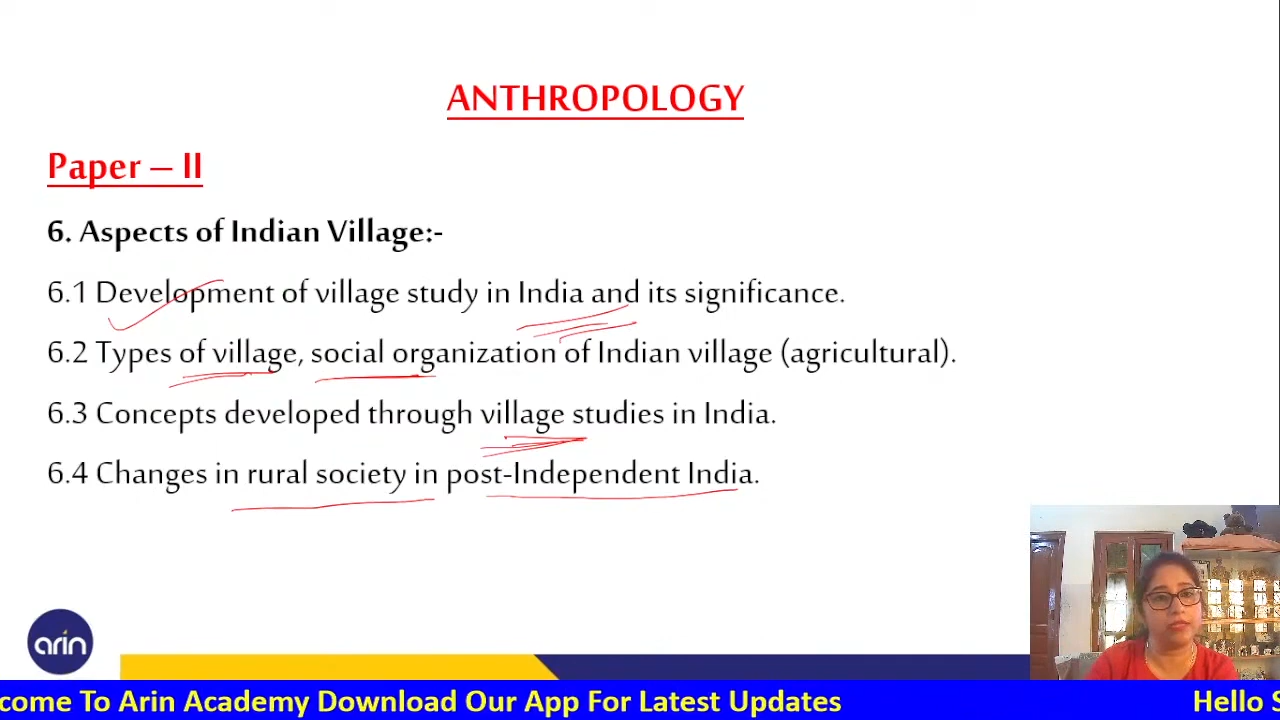 ANTHROPOLOGY
Paper – II
6. Aspects of Indian Village:-
6.1 Development of village study in India and its significance.
6.2 Types of village, social organization of Indian village (agricultural).
6.3 Concepts developed through village studies in India.
6.4 Changes in rural society in post-Independent India.
arin
come To Arin Academy Download Our App For Latest Updates
Hello S